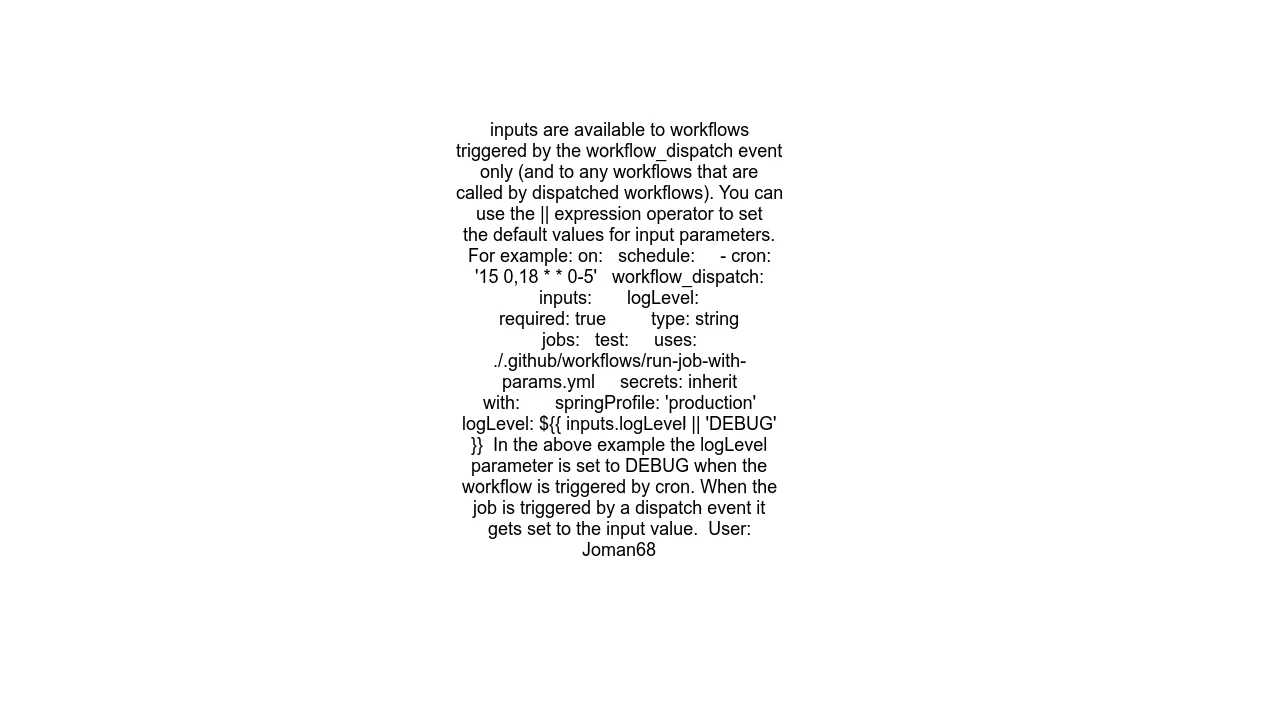 inputs are available to workflows
triggered by the workflow_dispatch event
only (and to any workflows that are
called by dispatched workflows). You can
use the || expression operator to set
the default values for input parameters.
For example: on:   schedule:     - cron:
'15 0,18 * * 0-5'   workflow_dispatch:
inputs:       logLevel:
required: true         type: string
jobs:   test:     uses:
./.github/workflows/run-job-with-
params.yml     secrets: inherit
with:       springProfile: 'production'
logLevel: ${{ inputs.logLevel || 'DEBUG'
}}  In the above example the logLevel
parameter is set to DEBUG when the
workflow is triggered by cron. When the
job is triggered by a dispatch event it
gets set to the input value.  User:
Joman68